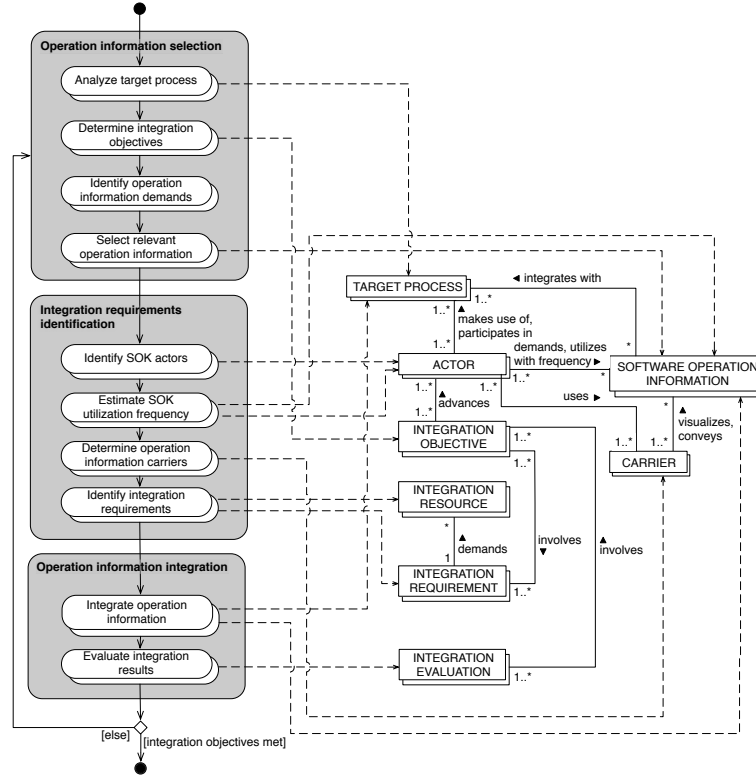 Operation information selection
Analyze target process
Determine integration
objectives
Identify operation
information demands
Select relevant
operation information
Integration requirements
identification
Identify SOK actors
Estimate SOK
utilization frequency
Determine operation
information carriers
Identify integration
requirements
Operation information integration
Integrate operation
information
Evaluate integration
results
[else]
[integration objectives met]
TARGET PROCESS
1..*
1..*
◄ integrates with
*
▲
makes use of,
participates in
1..*
demands, utilizes
with frequency ►
ACTOR
1..*
*
SOFTWARE OPERATION
INFORMATION
1..*
1..*
▲
advances
1..*
uses ►
*
▲
visualizes,
conveys
1..*
1..*
CARRIER
INTEGRATION
OBJECTIVE
1..*
1..*
INTEGRATION
RESOURCE
*
▲
demands
1
involves
▼
▲
involves
INTEGRATION
REQUIREMENT
1..*
INTEGRATION
EVALUATION
1..*